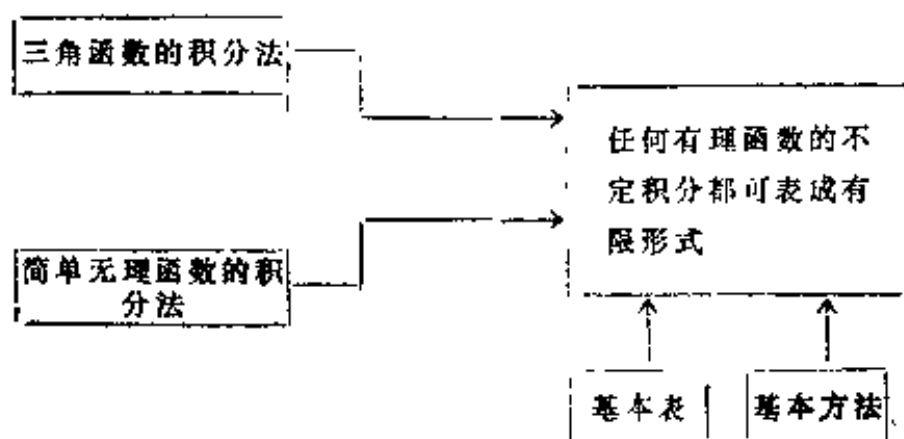 三角函数的积分法
任何有理函数的不
定积分都可表成有
限形式
简单无理函数的积
分法
基本表
基本方法